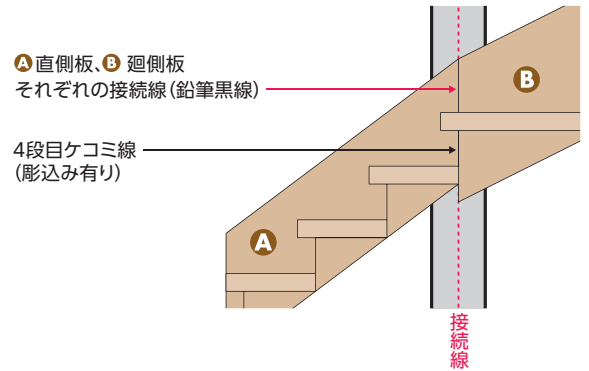 A直側板、B 廻側板
それぞれの接続線（鉛筆黒線）
4段目ケコミ線
（彫込み有り）
B
A
接続線